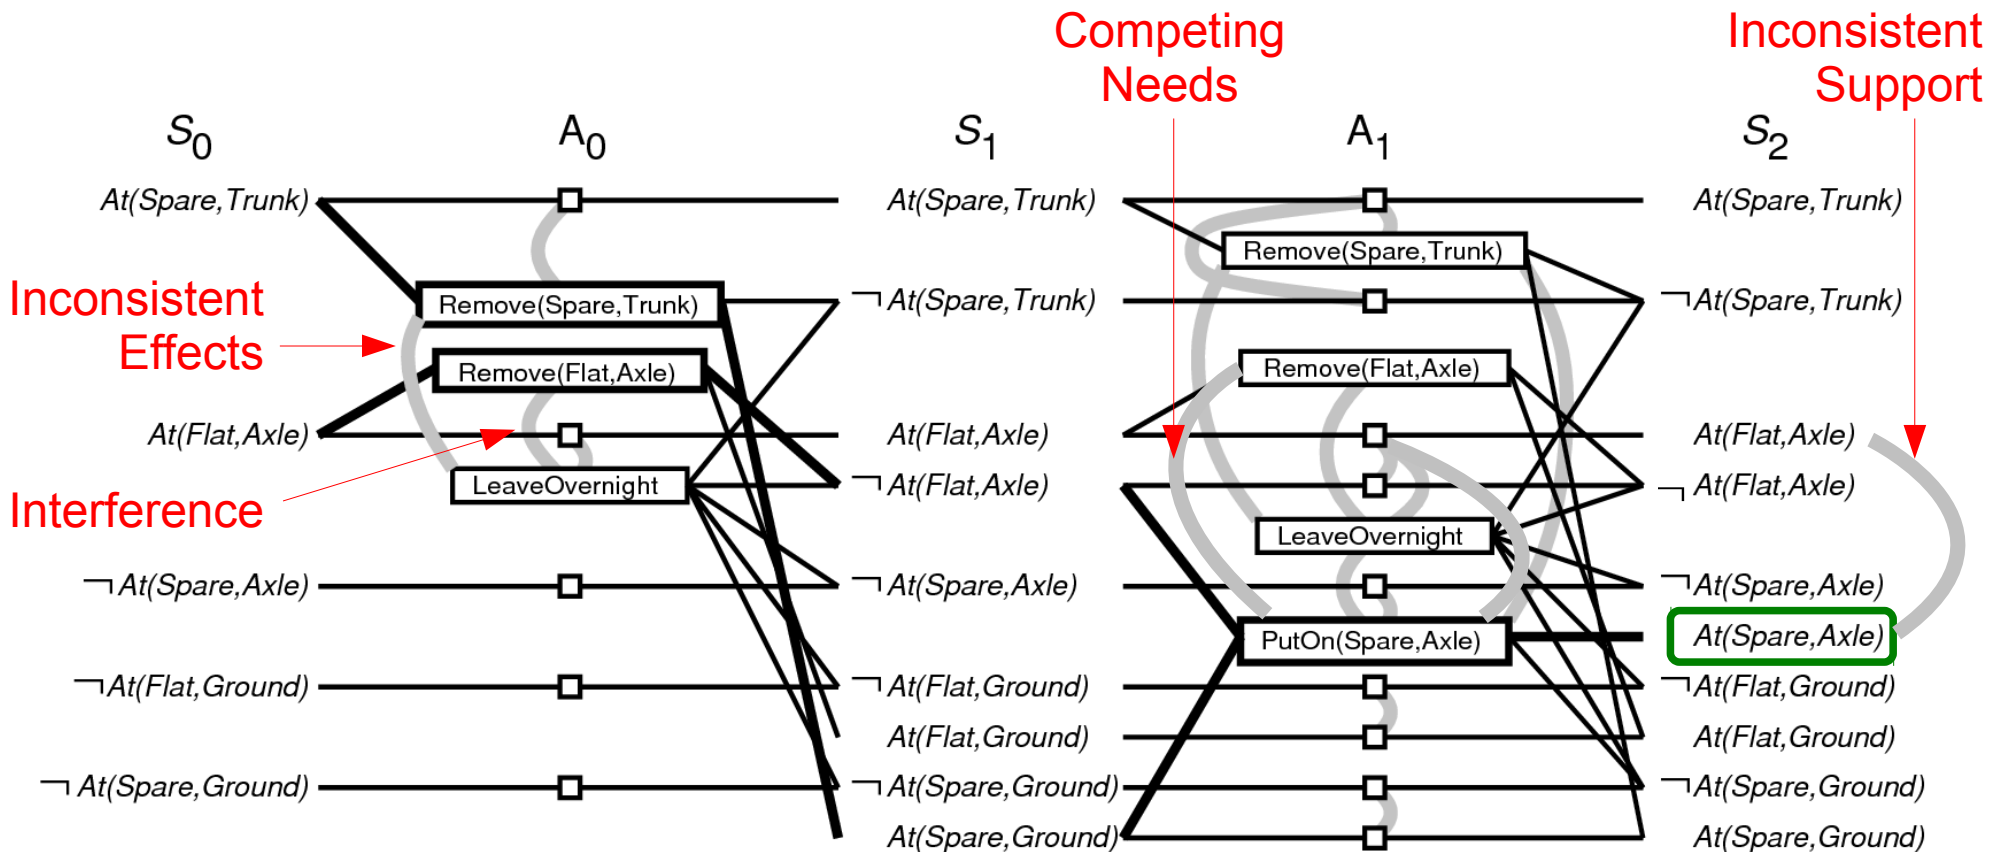 Competing
Needs
Inconsistent
Support
S0 A0 S1 A1 S2
At(Spare,Trunk) At(Spare,Trunk) At(Spare,Trunk)
Remove(Spare,Trunk)
Inconsistent
Effects
Remove(Spare,Trunk) ¬ At(Spare,Trunk) ¬ At(Spare,Trunk)
Remove(Flat,Axle) Remove(Flat,Axle)
At(Flat,Axle) At(Flat,Axle) At(Flat,Axle)
LeaveOvernight ¬ At(Flat,Axle) ¬ At(Flat,Axle)
Interference
LeaveOvernight
¬ At(Spare,Axle) ¬ At(Spare,Axle) ¬ At(Spare,Axle)
PutOn(Spare,Axle) At(Spare,Axle)
¬ At(Flat,Ground) ¬ At(Flat,Ground) ¬ At(Flat,Ground)
At(Flat,Ground) At(Flat,Ground)
¬ At(Spare,Ground) ¬ At(Spare,Ground) ¬ At(Spare,Ground)
At(Spare,Ground) At(Spare,Ground)